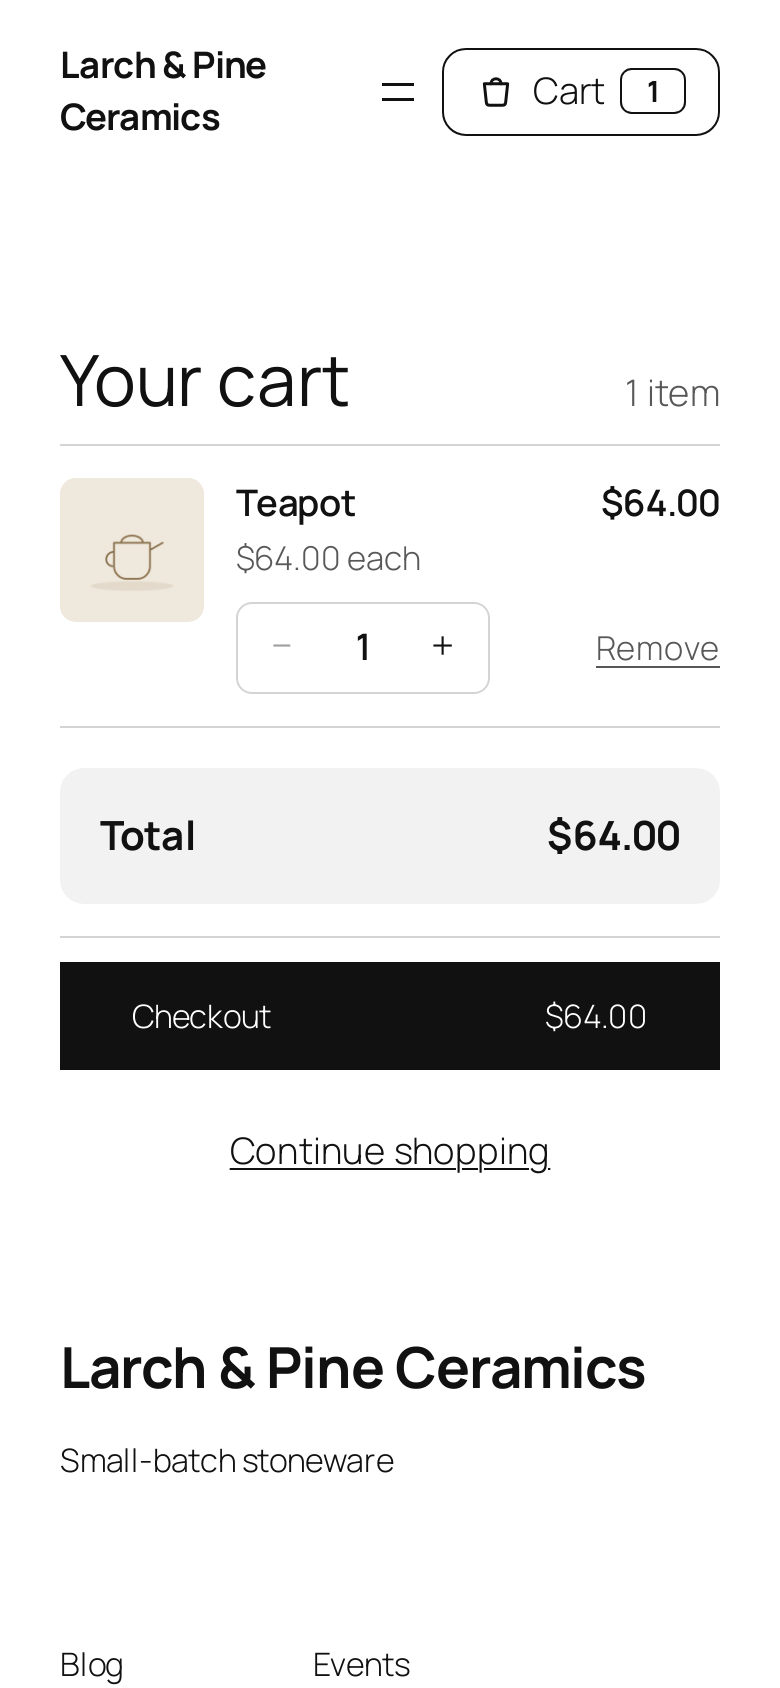 Larch & Pine
Ceramics
Cart 1
Your cart
1 item
Teapot $64.00
$64.00 each
− 1 + Remove
Total $64.00
Checkout $64.00
Continue shopping
Larch & Pine Ceramics
Small-batch stoneware
Blog Events